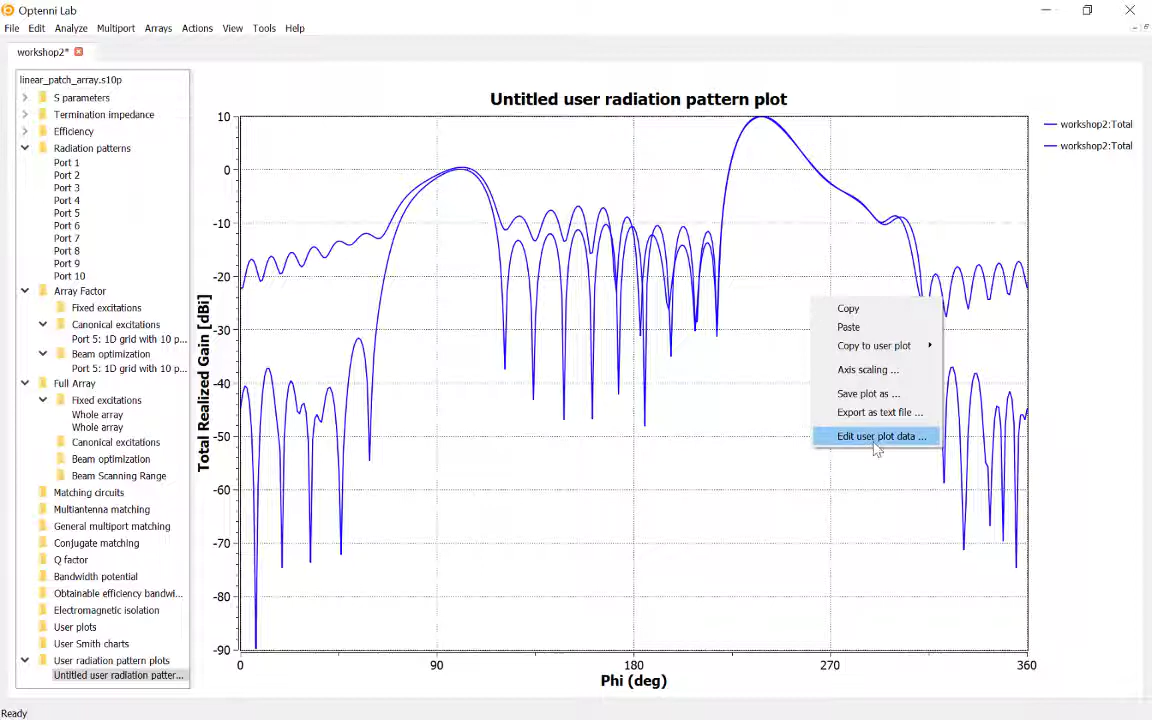 Optenni Lab
File Edit Analyze Multiport Arrays Actions View Tools Help
workshop2*
linear_patch_array.s10p
S parameters
Termination impedance
Efficiency
Radiation patterns
Port 1
Port 2
Port 3
Port 4
Port 5
Port 6
Port 7
Port 8
Port 9
Port 10
Array Factor
Fixed excitations
Canonical excitations
Port 5: 1D grid with 10 p...
Beam optimization
Port 5: 1D grid with 10 p...
Full Array
Fixed excitations
Whole array
Whole array
Canonical excitations
Beam optimization
Beam Scanning Range
Matching circuits
Multiantenna matching
General multiport matching
Conjugate matching
Q factor
Bandwidth potential
Obtainable efficiency bandwi...
Electromagnetic isolation
User plots
User Smith charts
User radiation pattern plots
Untitled user radiation patter...
Untitled user radiation pattern plot
Total Realized Gain [dBi]
10
0
-10
-20
-30
-40
-50
-60
-70
-80
-90
0 90 180 270 360
Phi (deg)
workshop2:Total
workshop2:Total
Copy
Paste
Copy to user plot
Axis scaling ...
Save plot as ...
Export as text file ...
Edit user plot data ...
Ready